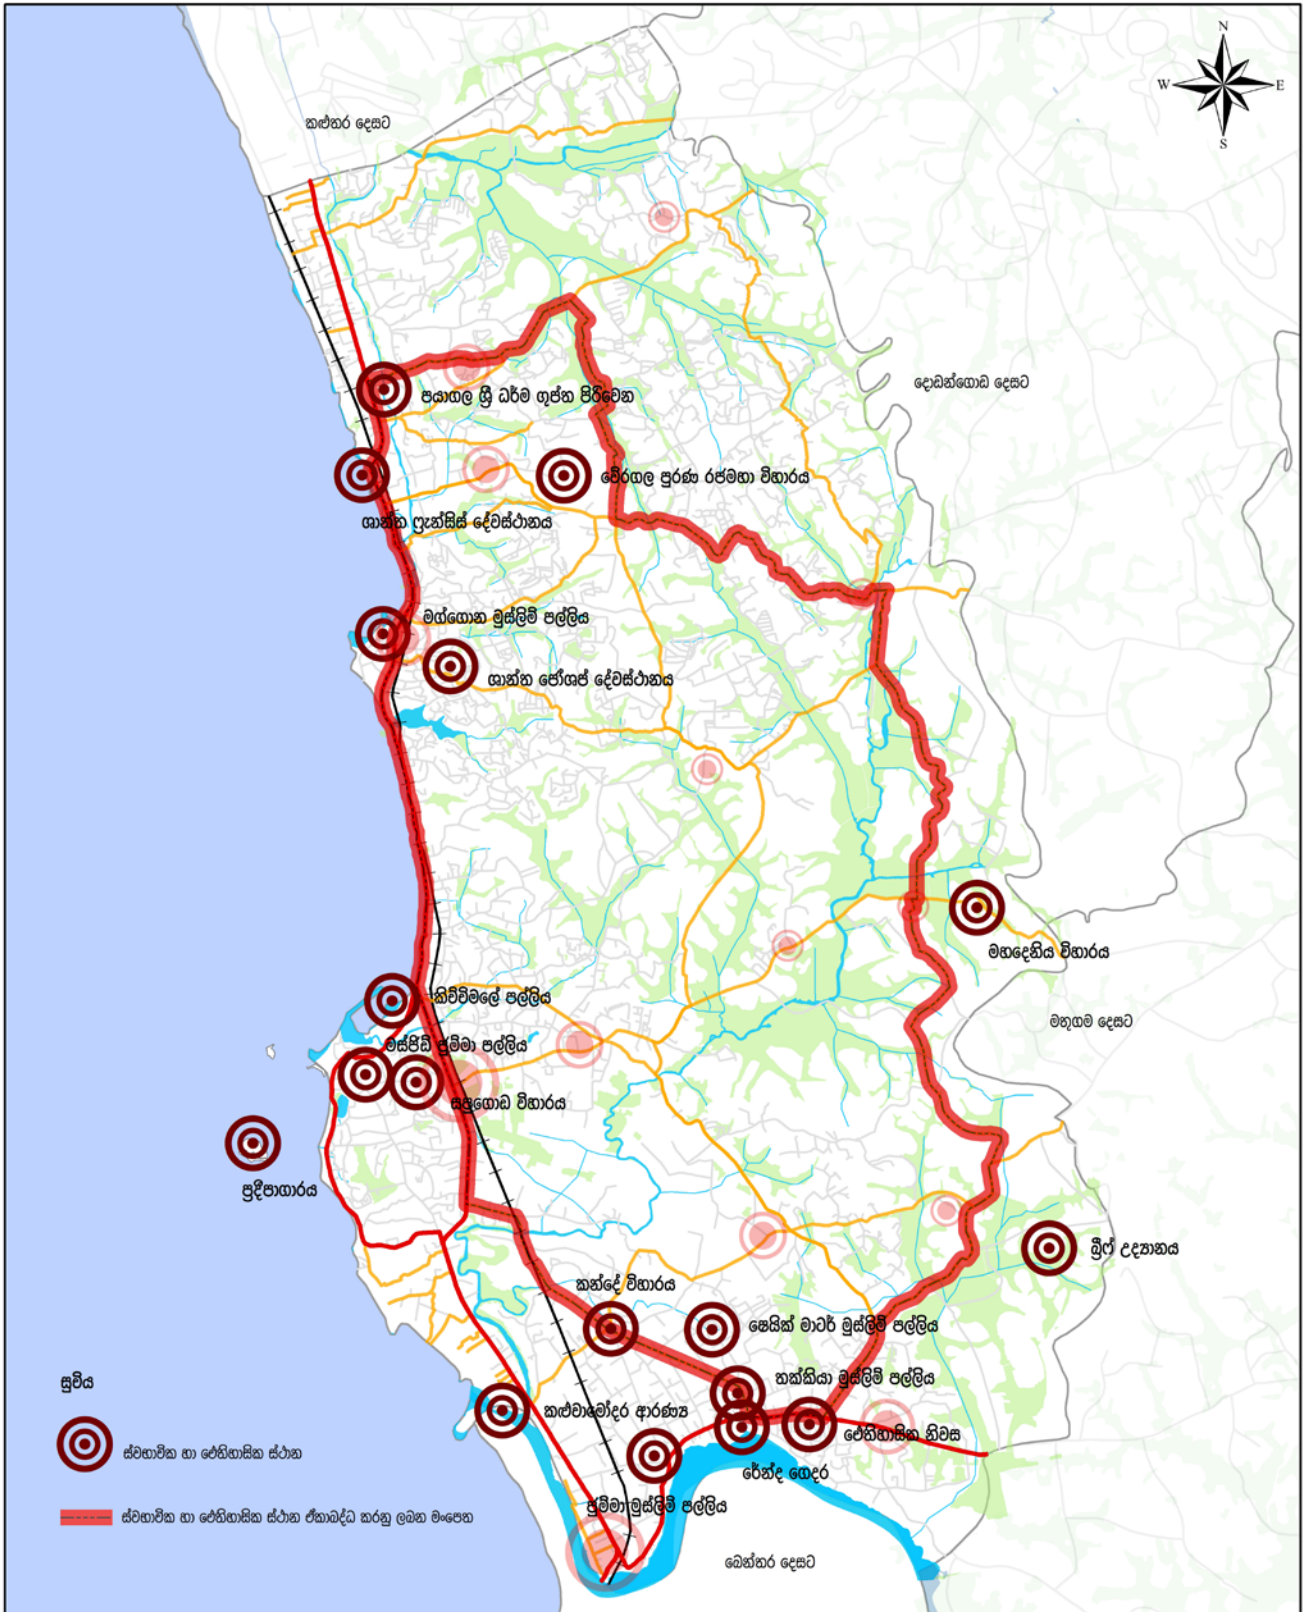 N
W
E
S
කළුතර දෙසට
දොඩන්ගොඩ දෙසට
පයාගල ශ්‍රී ධර්ම ගුප්ත පිරිවෙන
වේරගල පුරණ රජමහා විහාරය
ශාන්ත ෆ්‍රැන්සිස් දේවස්ථානය
මග්ගොන මුස්ලිම් පල්ලිය
ශාන්ත ජෝශප් දේවස්ථානය
මහදෙනිය විහාරය
කිච්චිමලේ පල්ලිය
මතුගම දෙසට
මස්ජිඩ් ජුම්මා පල්ලිය
සපුගොඩ විහාරය
ප්‍රදීපාගාරය
බ්‍රීෆ් උද්‍යානය
කන්දේ විහාරය
ෂෙයික් මාටර් මුස්ලිම් පල්ලිය
තක්කියා මුස්ලිම් පල්ලිය
කළුවාමෝදර ආරණ්‍ය
ඓතිහාසික නිවස
රේන්ද ගෙදර
ජුම්මා මුස්ලිම් පල්ලිය
බෙන්තර දෙසට
සුචිය
ස්වභාවික හා ඓතිහාසික ස්ථාන
ස්වභාවික හා ඓතිහාසික ස්ථාන ඒකාබද්ධ කරනු ලබන මංපෙත